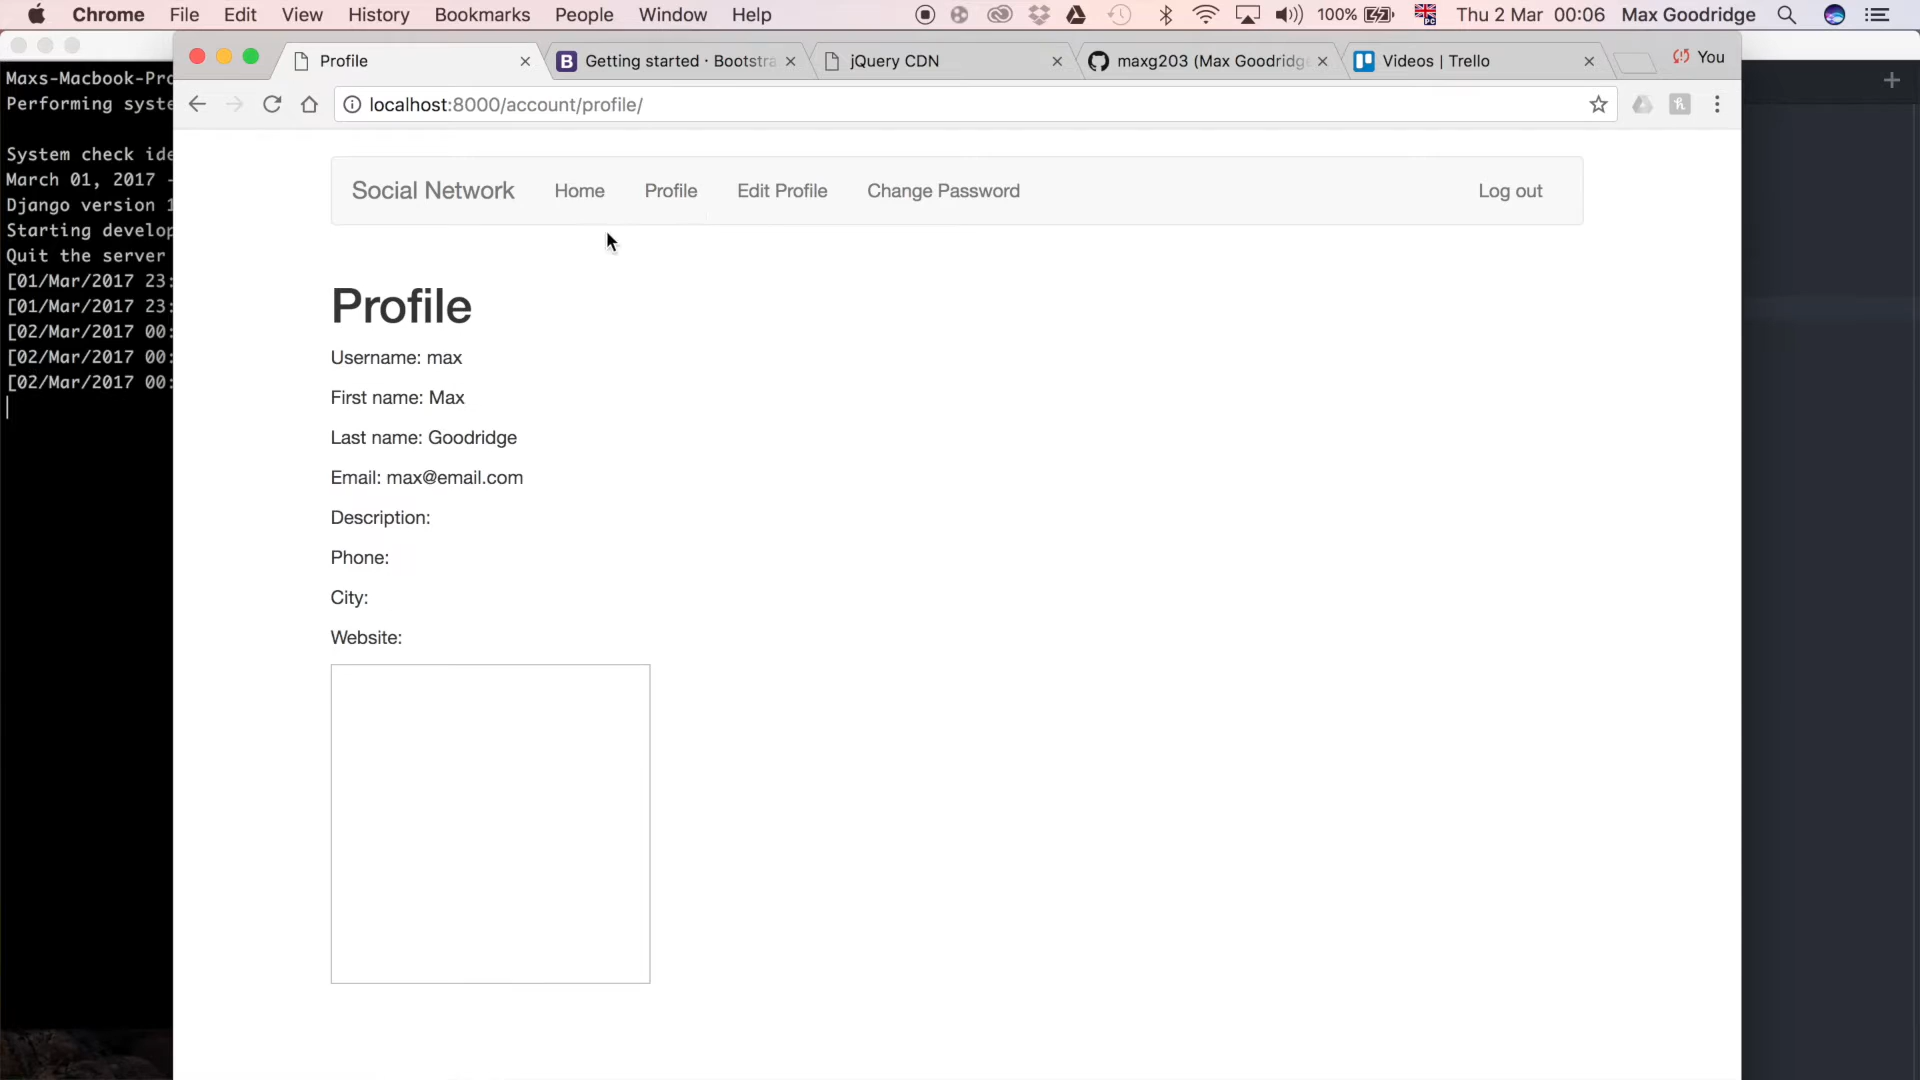 Chrome File Edit View History Bookmarks People Window Help 100% Thu 2 Mar 00:06 Max Goodridge
Profile Getting started · Bootstra jQuery CDN maxg203 (Max Goodridg Videos | Trello You
localhost:8000/account/profile/
Maxs-Macbook-Pro
Performing syste
System check ide
March 01, 2017 -
Django version 1
Starting develop
Quit the server
[01/Mar/2017 23:
[01/Mar/2017 23:
[02/Mar/2017 00:
[02/Mar/2017 00:
[02/Mar/2017 00:
Social Network Home Profile Edit Profile Change Password Log out
Profile
Username: max
First name: Max
Last name: Goodridge
Email: max@email.com
Description:
Phone:
City:
Website: